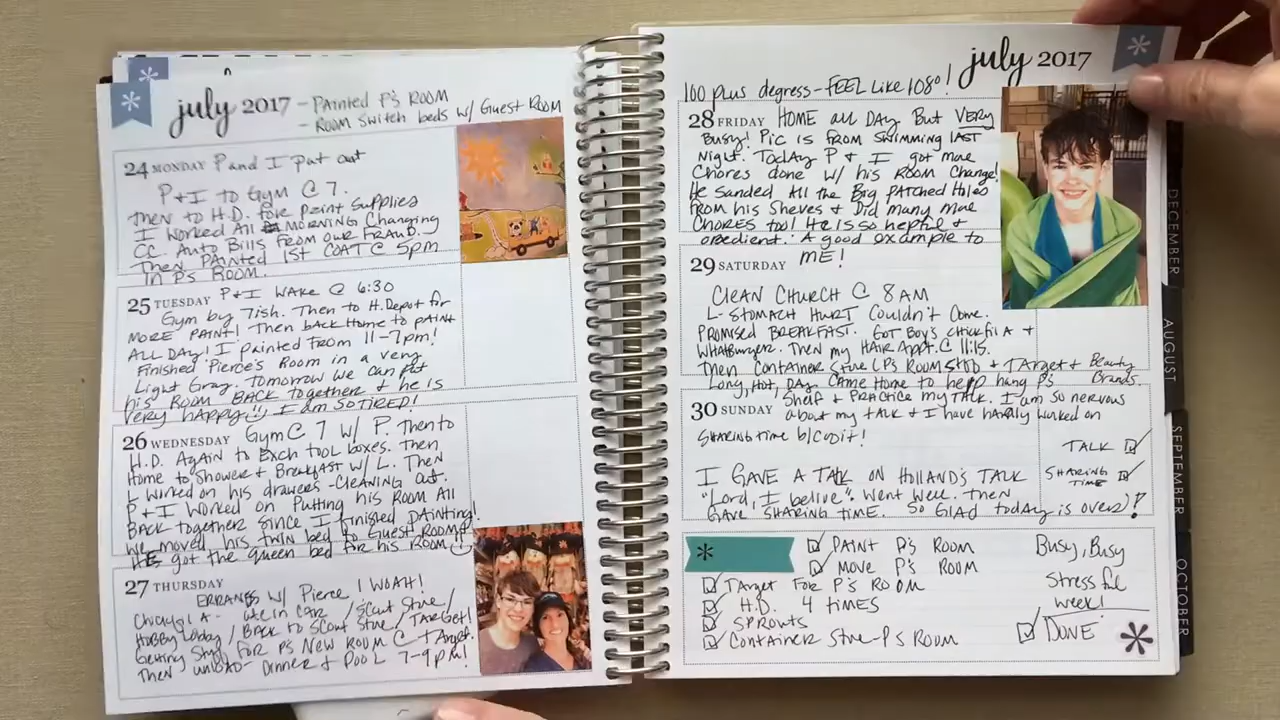 july 2017 - PAINTED P'S ROOM
- ROOM SWITCH beds w/ Guest ROOM
24 MONDAY P and I put out
P+I to Gym @ 7.
then to H.D. for Paint Supplies
I Worked All MORNING Changing
CC Auto Bills FROM our FRAUD.
Then Painted 1ST COAT @ 5pm
IN P'S ROOM.
25 TUESDAY P+I WAKE @ 6:30
Gym by 7ish. Then to H.Depot for
MORE PAINT! Then bACK Home to PAINT
ALL DAY! I PAINTED FROM 11-7pm!
Finished Pierce's Room in a very
Light Gray. Tomorrow we can put
his Room BACK together + he is
very happy! I am SO TIRED!
26 WEDNESDAY Gym @ 7 w/ P. Then to
H.D. AgAin to Exch tool boxes. Then
Home to Shower + Breakfast w/ L. Then
L Worked on his drawers - CLEANING out.
P+I Worked on Putting his ROOM All
BACK together since I finished PAINTING!
We moved his twin bed to Guest ROOM &
got the queen bed for his ROOM
27 THURSDAY
ERRANDS w/ Pierce! WOAH!
Chickfil A - ate in car / Scout Store /
Hobby Lobby / BACK to SCout Store / TARGET!
Getting Stuff FOR P'S NEW ROOM @ TArget.
Then unLOAD - Dinner & Pool 7-9pm!
july 2017
100 plus degress - FEEL Like 108°!
28 FRIDAY HOME All DAY But VERY
Busy! Pic is FROM SWIMMING LAST
Night. TodAy P + I got more
Chores done w/ his ROOM Change!
He Sanded All the Big PATCHED Holes
FROM his Shelves + Did Many more
CHORES too! He is so helpful +
obedient. A good example to
ME!
29 SATURDAY
CLEAN CHURCH @ 8 AM
L-STOMACH HURT COULDN'T Come.
PROMISED BREAKFAST. Got Boys chickfil A +
WhatBurger. Then my HAIR Appt. @ 11:15.
Then Container Store (P'S ROOM STUFF) + TArget + Beauty
Brands.
Long, Hot, Day. Came Home to help hang P's
Shelf + PRActice my TALK. I am so nervous
30 SUNDAY about my tALK + I have hardly worked on
SHARING time b/c of it!
TALK
SHARING TIME
I GAVE A TALK ON HOLLAND'S TALK
"Lord, I belive". Went Well. Then
GAVE SHARING TIME. So GlAd today is over)!
*
PAINT P'S ROOM
MOVE P'S ROOM
TArget FOR P'S ROOM
H.D. 4 TIMES
SPROUTS
CONTAINER Store-P'S ROOM
Busy, Busy
Stressful
week!
DONE
*
DECEMBER
AUGUST
SEPTEMBER
OCTOBER